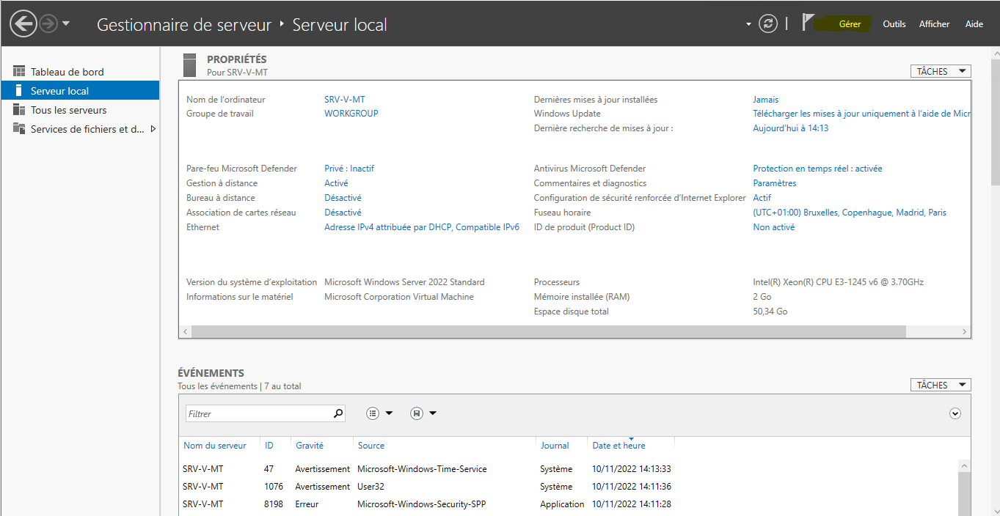 Gestionnaire de serveur ‣ Serveur local
Gérer Outils Afficher Aide
Tableau de bord
Serveur local
Tous les serveurs
Services de fichiers et d...
PROPRIÉTÉS
Pour SRV-V-MT
TÂCHES
Nom de l'ordinateur SRV-V-MT Dernières mises à jour installées Jamais
Groupe de travail WORKGROUP Windows Update Télécharger les mises à jour uniquement à l'aide de Micr
Dernière recherche de mises à jour : Aujourd'hui à 14:13
Pare-feu Microsoft Defender Privé : Inactif Antivirus Microsoft Defender Protection en temps réel : activée
Gestion à distance Activé Commentaires et diagnostics Paramètres
Bureau à distance Désactivé Configuration de sécurité renforcée d'Internet Explorer Actif
Association de cartes réseau Désactivé Fuseau horaire (UTC+01:00) Bruxelles, Copenhague, Madrid, Paris
Ethernet Adresse IPv4 attribuée par DHCP, Compatible IPv6 ID de produit (Product ID) Non activé
Version du système d'exploitation Microsoft Windows Server 2022 Standard Processeurs Intel(R) Xeon(R) CPU E3-1245 v6 @ 3.70GHz
Informations sur le matériel Microsoft Corporation Virtual Machine Mémoire installée (RAM) 2 Go
Espace disque total 50,34 Go
ÉVÉNEMENTS
Tous les événements | 7 au total
TÂCHES
Filtrer
Nom du serveur ID Gravité Source Journal Date et heure
SRV-V-MT 47 Avertissement Microsoft-Windows-Time-Service Système 10/11/2022 14:13:33
SRV-V-MT 1076 Avertissement User32 Système 10/11/2022 14:11:36
SRV-V-MT 8198 Erreur Microsoft-Windows-Security-SPP Application 10/11/2022 14:11:28